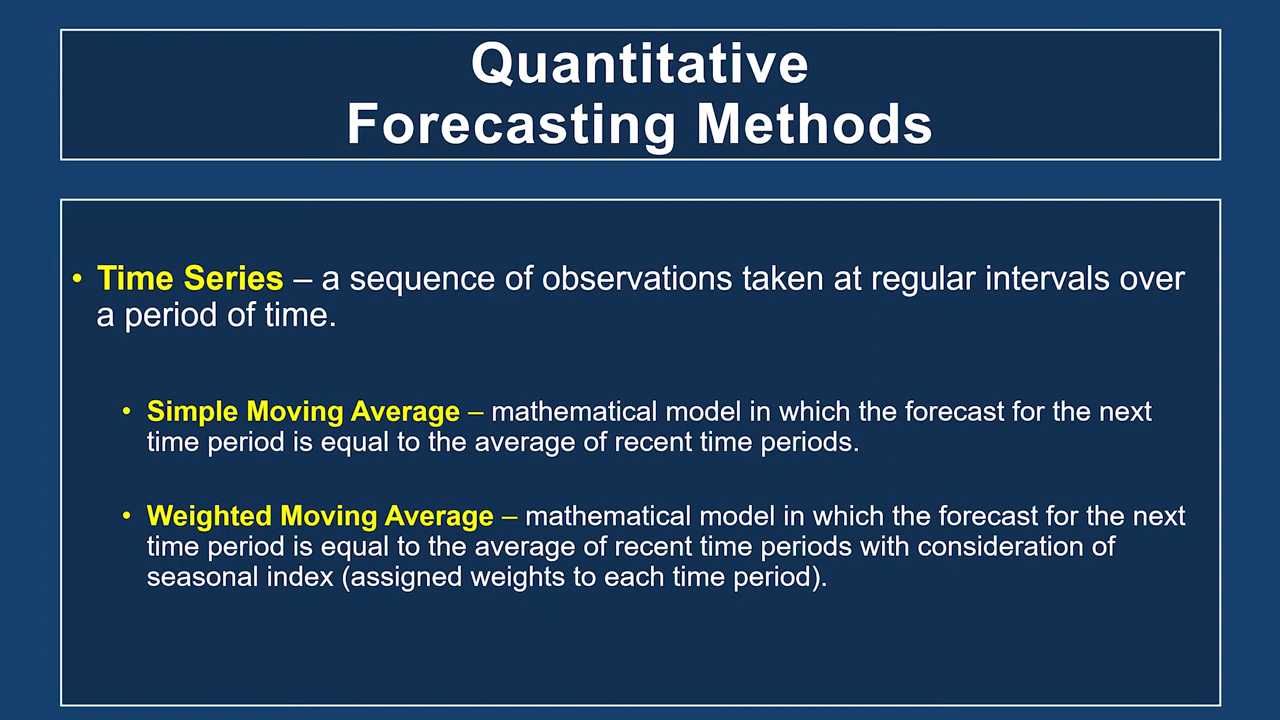 Quantitative
Forecasting Methods
• Time Series – a sequence of observations taken at regular intervals over
a period of time.
• Simple Moving Average – mathematical model in which the forecast for the next
time period is equal to the average of recent time periods.
• Weighted Moving Average – mathematical model in which the forecast for the next
time period is equal to the average of recent time periods with consideration of
seasonal index (assigned weights to each time period).